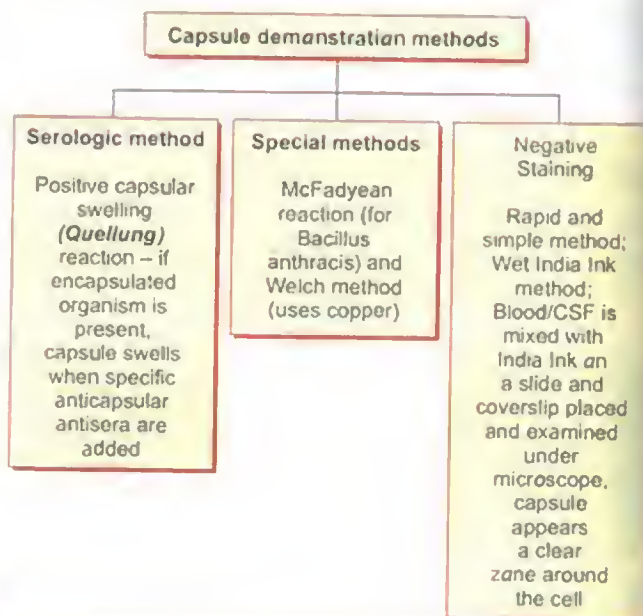 Capsule demanstration methods
Serologic method
Positive capsular
swelling
(Quellung)
reaction – if
encapsulated
organism is
present,
capsule swells
when specific
anticapsular
antisera are
added
Special methods
McFadyean
reaction (for
Bacillus
anthracis) and
Welch method
(uses copper)
Negative
Staining
Rapid and
simple method;
Wet India Ink
method;
Blood/CSF is
mixed with
India Ink an
a slide and
coverslip placed
and examined
under
microscope,
capsule
appears
a clear
zane around
the cell